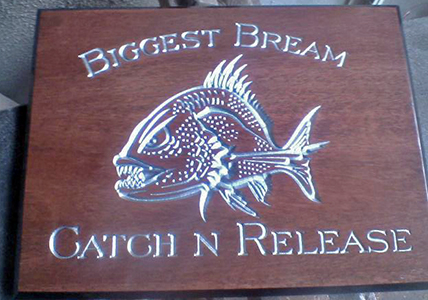 Biggest Bream
Catch n Release